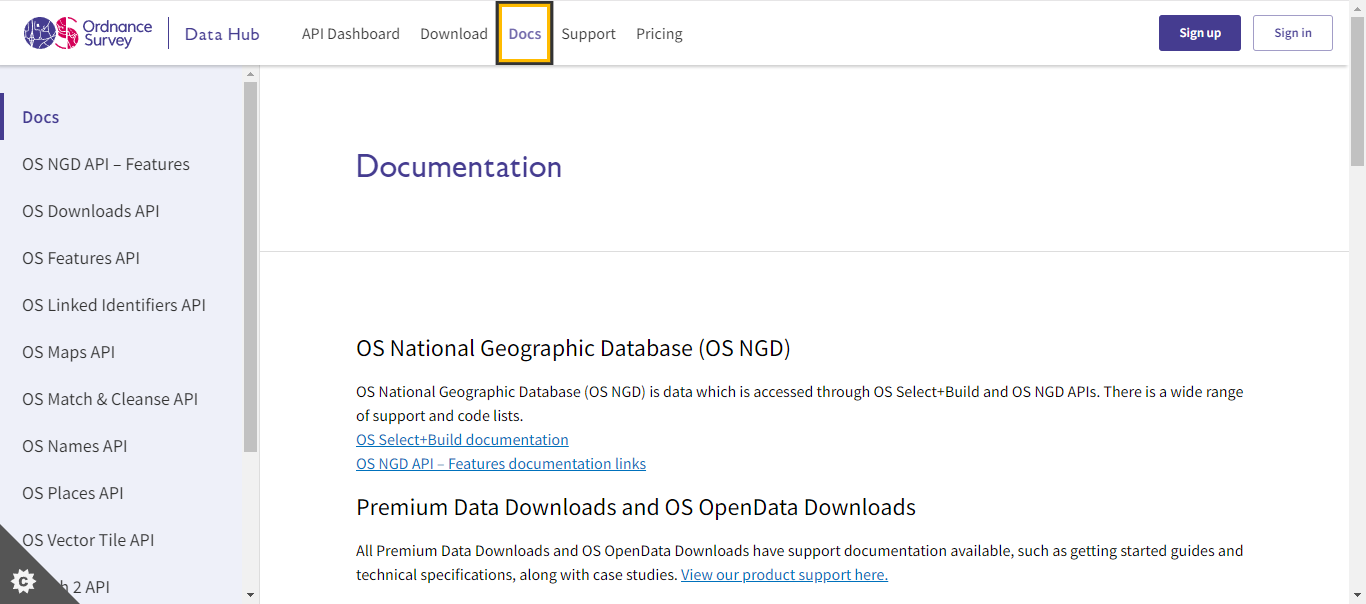 Ordnance
Survey
Data Hub
API Dashboard
Download
Docs
Support
Pricing
Sign up
Sign in
Docs
OS NGD API – Features
OS Downloads API
OS Features API
OS Linked Identifiers API
OS Maps API
OS Match & Cleanse API
OS Names API
OS Places API
OS Vector Tile API
2 API
Documentation
OS National Geographic Database (OS NGD)
OS National Geographic Database (OS NGD) is data which is accessed through OS Select+Build and OS NGD APIs. There is a wide range
of support and code lists.
OS Select+Build documentation
OS NGD API – Features documentation links
Premium Data Downloads and OS OpenData Downloads
All Premium Data Downloads and OS OpenData Downloads have support documentation available, such as getting started guides and
technical specifications, along with case studies. View our product support here.